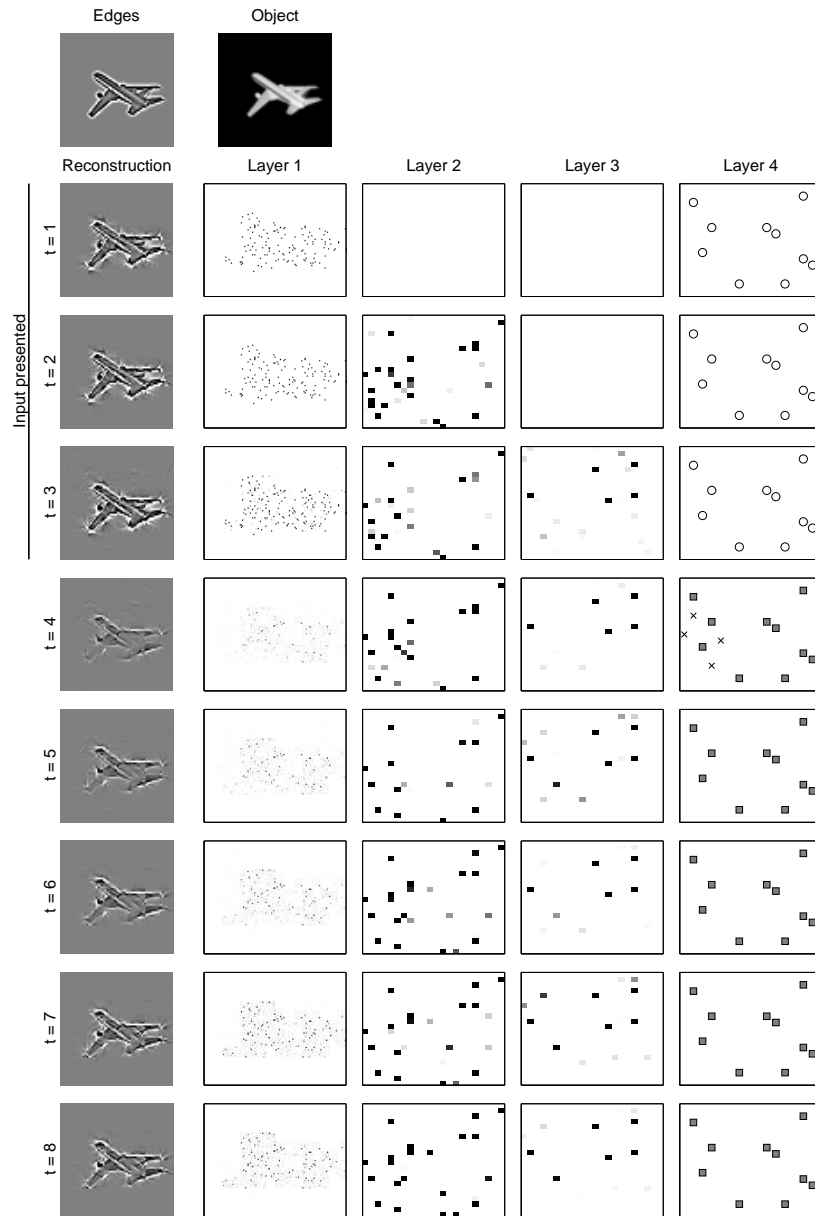 Edges Object
Reconstruction Layer 1 Layer 2 Layer 3 Layer 4
Input presented
t = 1
t = 2
t = 3
t = 4
t = 5
t = 6
t = 7
t = 8